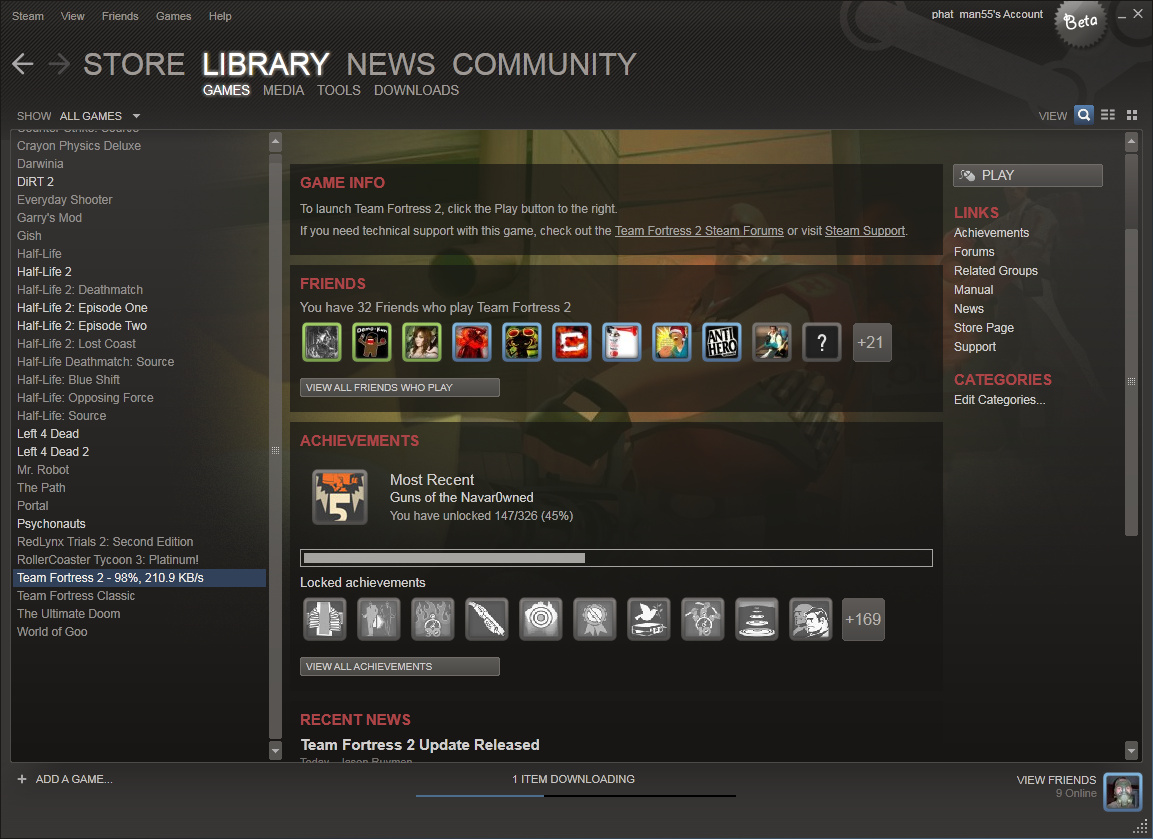 Steam View Friends Games Help
phat_man55's Account
Beta
STORE LIBRARY NEWS COMMUNITY
GAMES MEDIA TOOLS DOWNLOADS
SHOW ALL GAMES
VIEW
Counter-Strike: Source
Crayon Physics Deluxe
Darwinia
DiRT 2
Everyday Shooter
Garry's Mod
Gish
Half-Life
Half-Life 2
Half-Life 2: Deathmatch
Half-Life 2: Episode One
Half-Life 2: Episode Two
Half-Life 2: Lost Coast
Half-Life Deathmatch: Source
Half-Life: Blue Shift
Half-Life: Opposing Force
Half-Life: Source
Left 4 Dead
Left 4 Dead 2
Mr. Robot
The Path
Portal
Psychonauts
RedLynx Trials 2: Second Edition
RollerCoaster Tycoon 3: Platinum!
Team Fortress 2 - 98%, 210.9 KB/s
Team Fortress Classic
The Ultimate Doom
World of Goo
GAME INFO
To launch Team Fortress 2, click the Play button to the right.
If you need technical support with this game, check out the Team Fortress 2 Steam Forums or visit Steam Support.
FRIENDS
You have 32 Friends who play Team Fortress 2
ANTI
HERO
?
+21
VIEW ALL FRIENDS WHO PLAY
ACHIEVEMENTS
5
Most Recent
Guns of the Navar0wned
You have unlocked 147/326 (45%)
Locked achievements
+169
VIEW ALL ACHIEVEMENTS
RECENT NEWS
Team Fortress 2 Update Released
Today - Jason Ruymen
PLAY
LINKS
Achievements
Forums
Related Groups
Manual
News
Store Page
Support
CATEGORIES
Edit Categories...
+ ADD A GAME...
1 ITEM DOWNLOADING
VIEW FRIENDS
9 Online